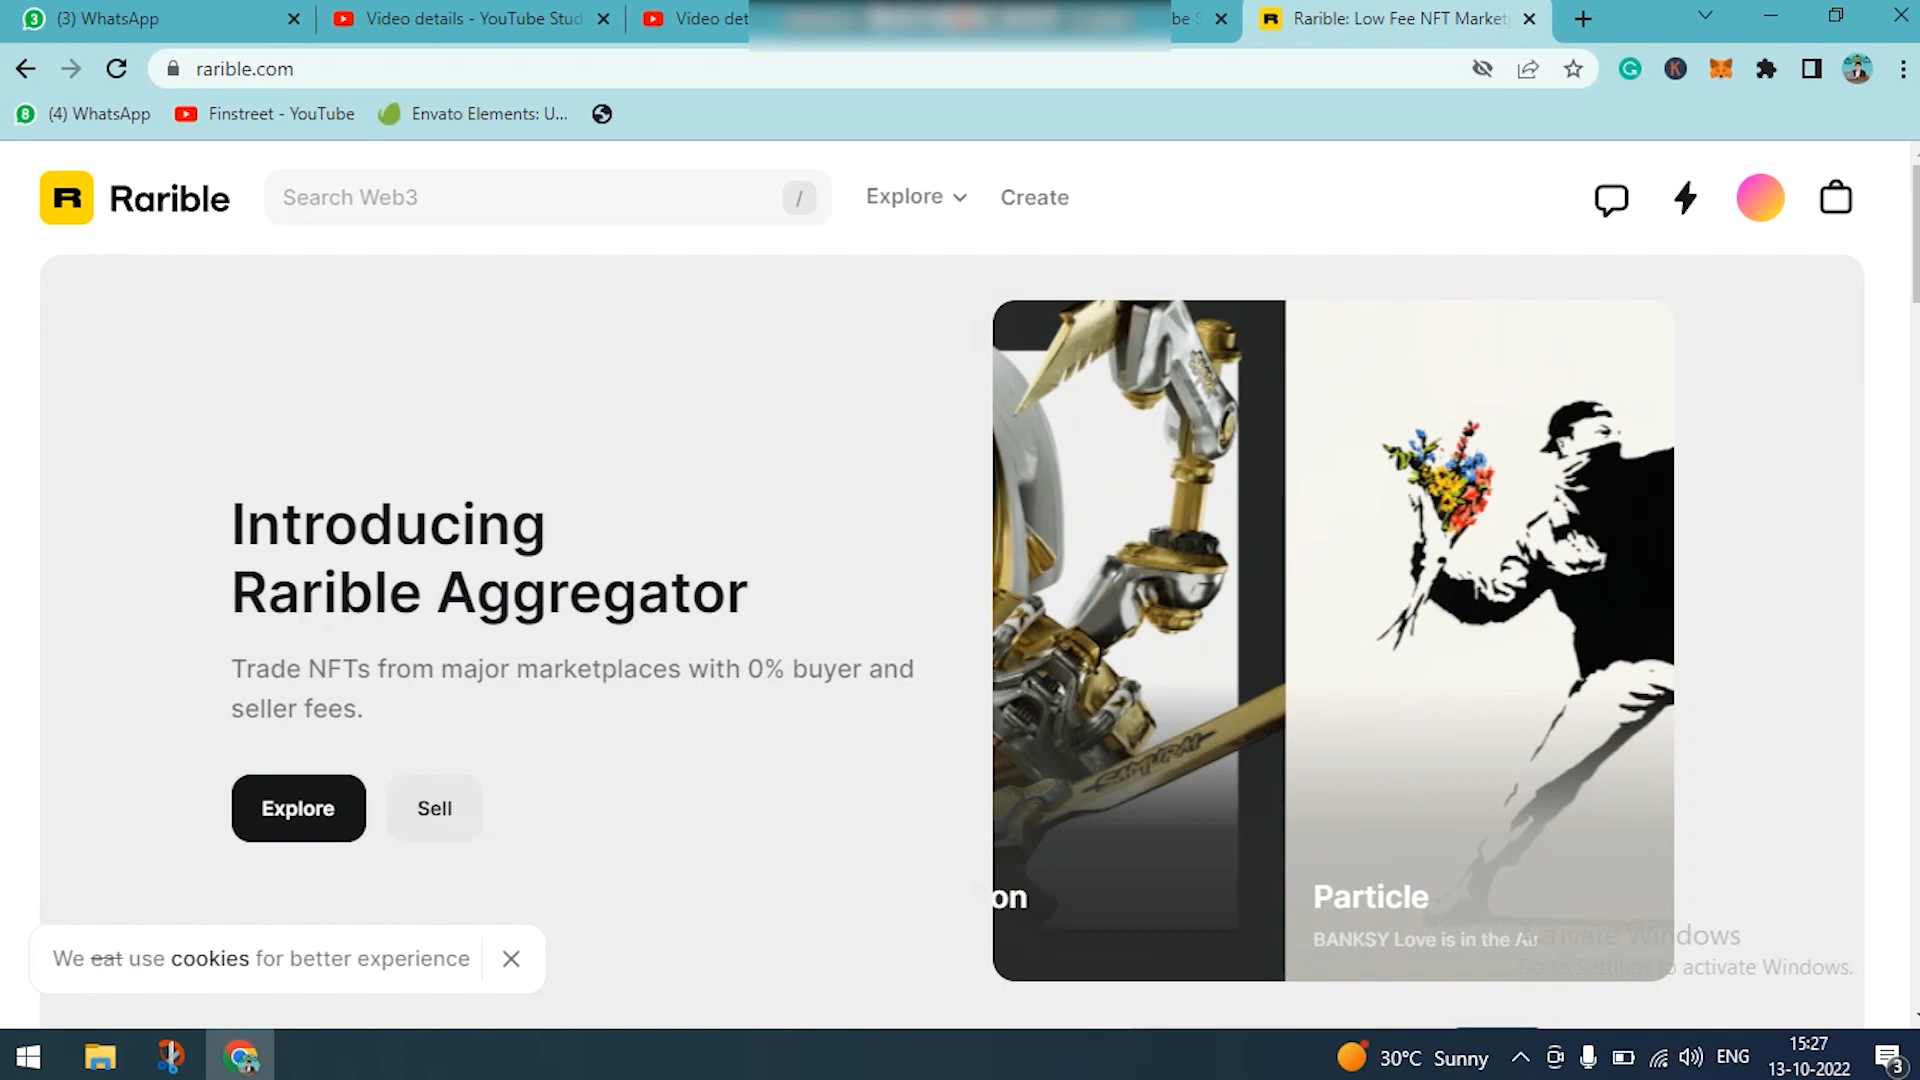 (3) WhatsApp
Video details - YouTube Stud
Video det
be S
Rarible: Low Fee NFT Market
rarible.com
(4) WhatsApp
Finstreet - YouTube
Envato Elements: U...
R Rarible
Search Web3
/
Explore
Create
Introducing
Rarible Aggregator
Trade NFTs from major marketplaces with 0% buyer and
seller fees.
Explore
Sell
SAMURAI
on
Particle
BANKSY Love is in the Air
Activate Windows
Go to Settings to activate Windows.
We eat use cookies for better experience
30°C Sunny
ENG
15:27
13-10-2022
3